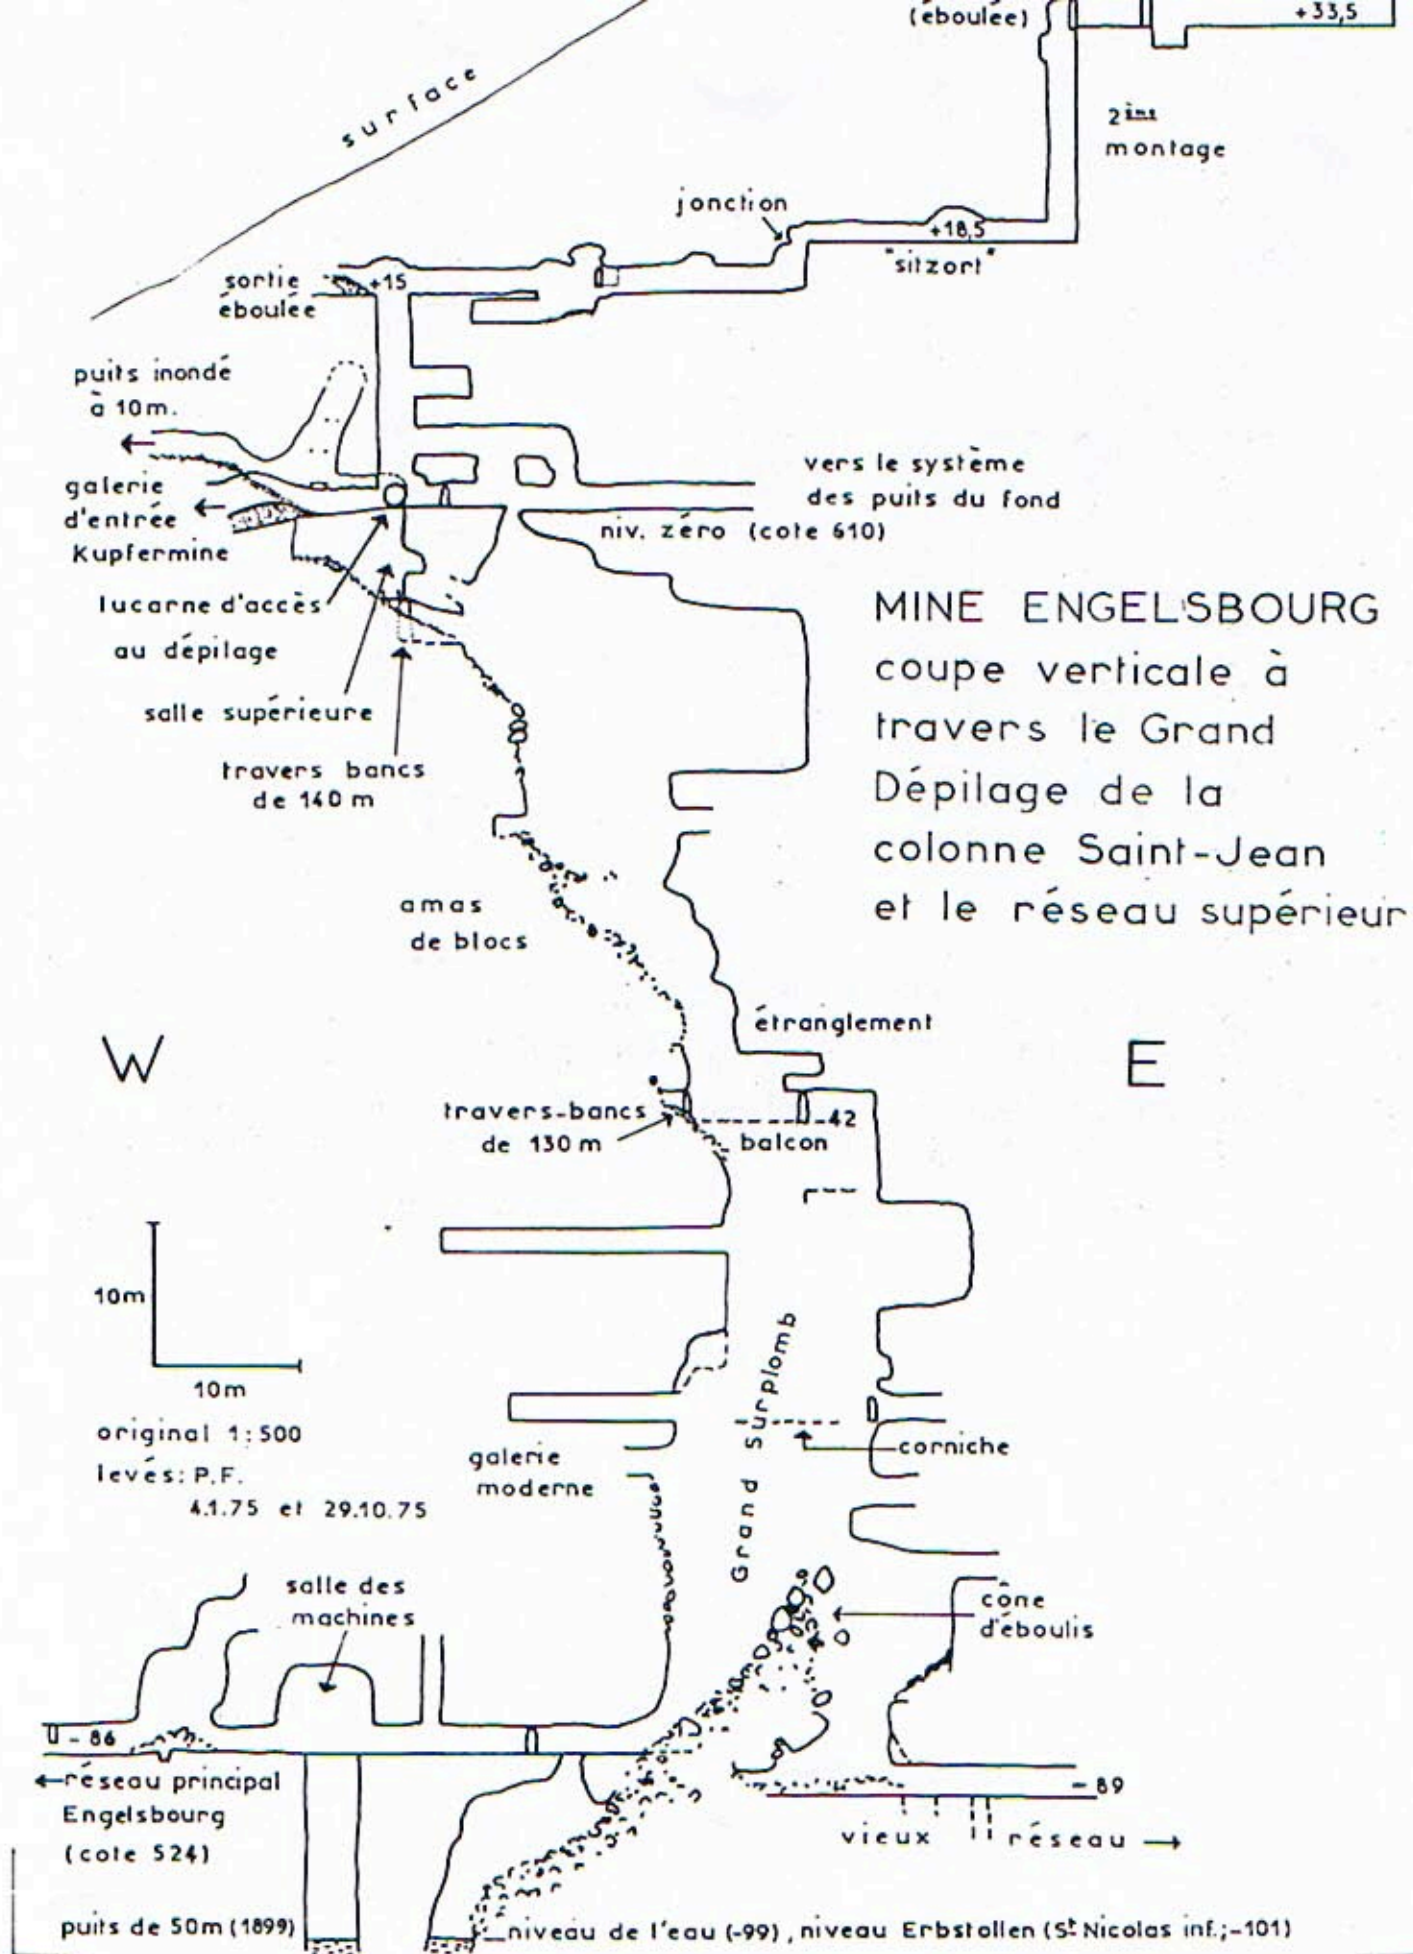 (éboulée)
+33,5
surface
2ème
montage
jonction
+18,5
"sitzort"
sortie
éboulée
+15
puits inondé
à 10m.
galerie
d'entrée
Kupfermine
vers le système
des puits du fond
niv. zéro (cote 610)
lucarne d'accès
au dépilage
salle supérieure
travers bancs
de 140 m
MINE ENGELSBOURG
coupe verticale à
travers le Grand
Dépilage de la
colonne Saint-Jean
et le réseau supérieur
amas
de blocs
étranglement
W
E
travers-bancs
de 130 m
-42
balcon
10m
10m
Grand Surplomb
original 1:500
levés: P.F.
4.1.75 et 29.10.75
galerie
moderne
corniche
salle des
machines
cône
d'éboulis
- 86
réseau principal
Engelsbourg
(cote 524)
- 89
vieux réseau
puits de 50m (1899)
niveau de l'eau (-99), niveau Erbstollen (St Nicolas inf.; -101)